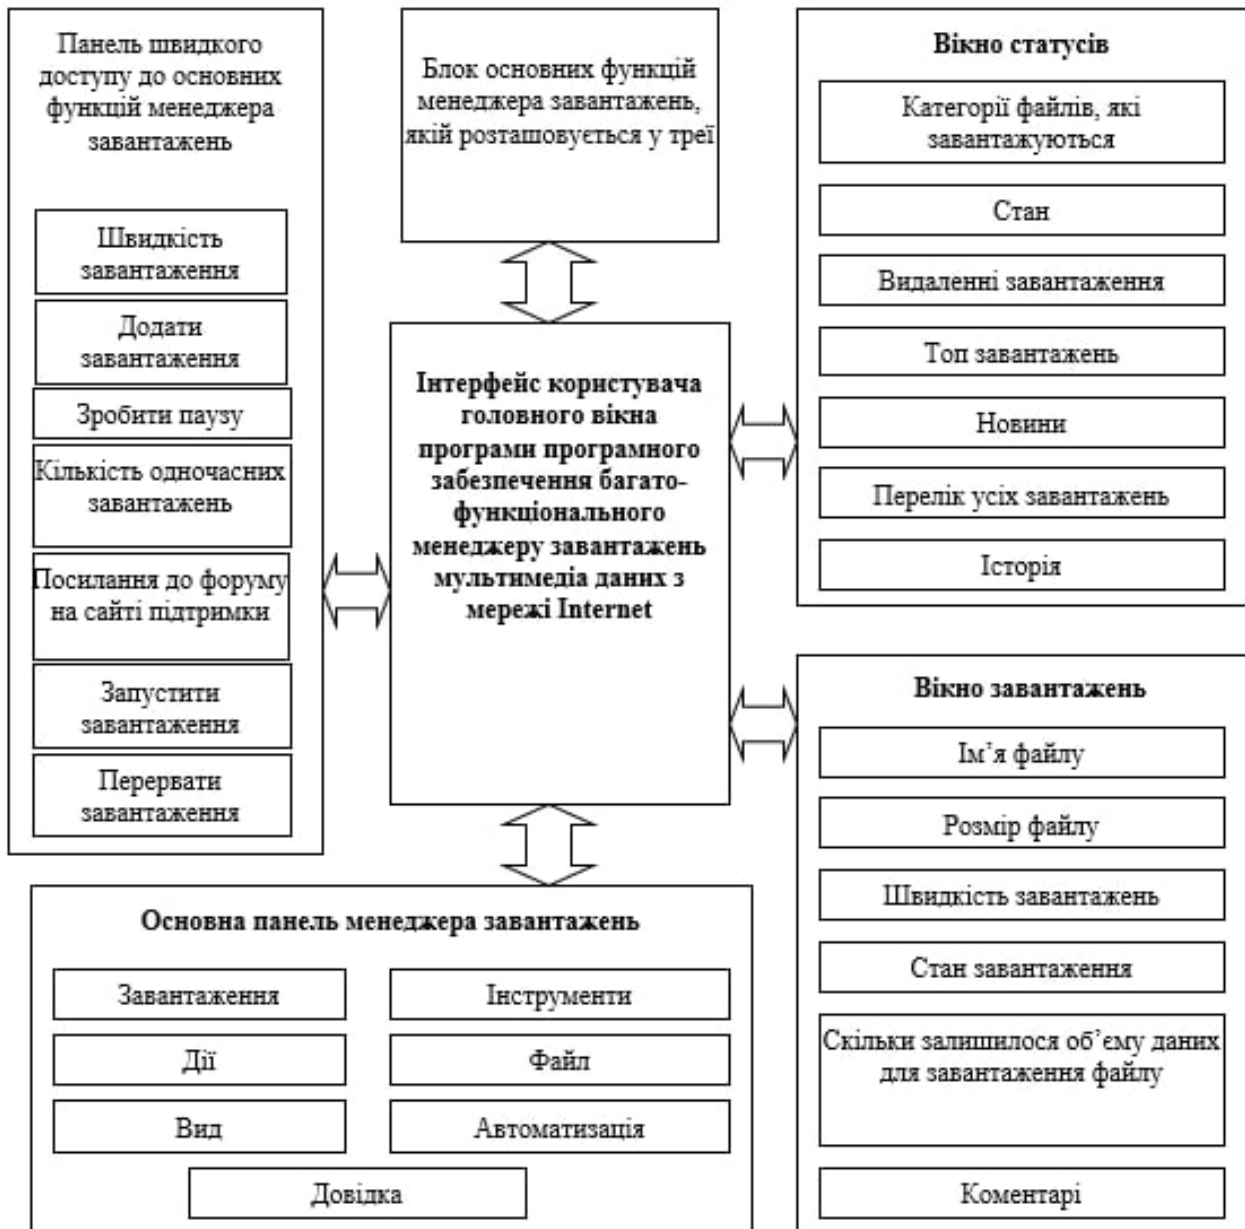 Панель швидкого
доступу до основних
функцій менеджера
завантажень
Швидкість
завантаження
Додати
завантаження
Зробити паузу
Кількість одночасних
завантажень
Посилання до форуму
на сайті підтримки
Запустити
завантаження
Перервати
завантаження
Блок основних функцій
менеджера завантажень,
якій розташовується у треї
Інтерфейс користувача
головного вікна
програми програмного
забезпечення багато-
функціонального
менеджеру завантажень
мультимедіа даних з
мережі Internet
Вікно статусів
Категорії файлів, які
завантажуються
Стан
Видаленні завантаження
Топ завантажень
Новини
Перелік усіх завантажень
Історія
Вікно завантажень
Ім’я файлу
Розмір файлу
Швидкість завантажень
Стан завантаження
Скільки залишилося об’єму даних
для завантаження файлу
Коментарі
Основна панель менеджера завантажень
Завантаження
Інструменти
Дії
Файл
Вид
Автоматизація
Довідка